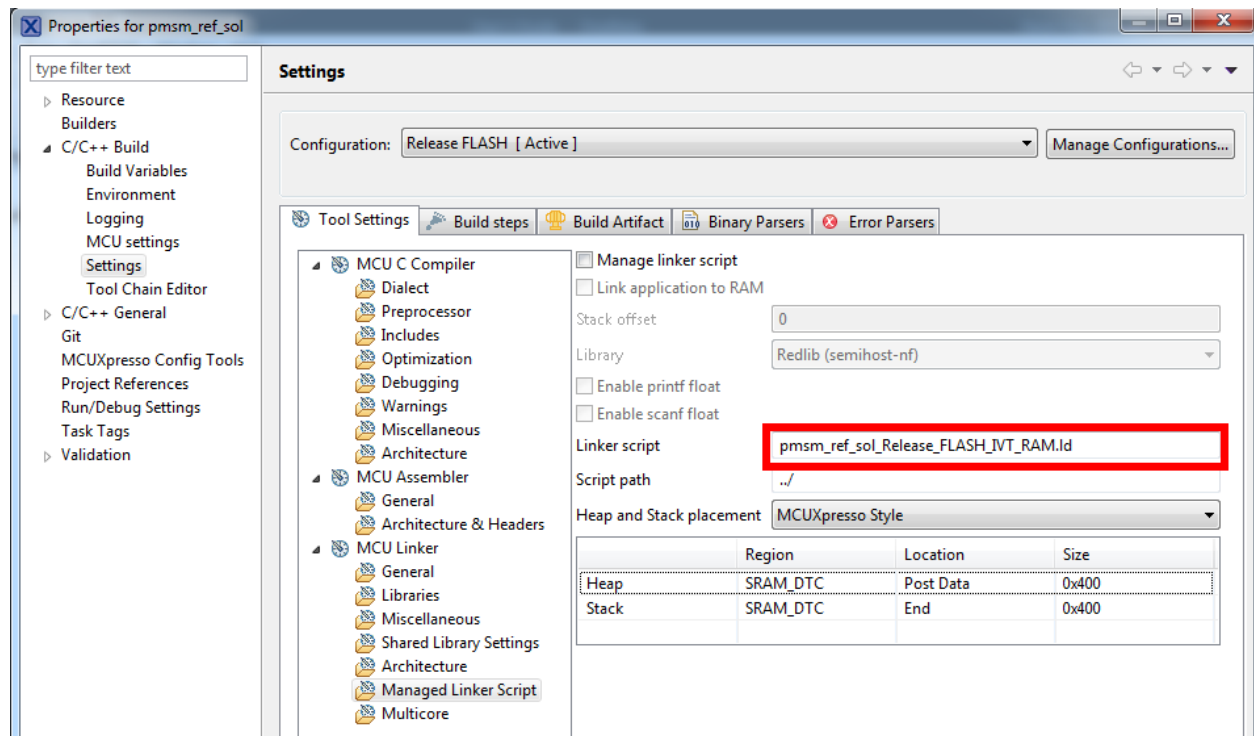 Properties for pmsm_ref_sol
type filter text
Resource
Builders
C/C++ Build
Build Variables
Environment
Logging
MCU settings
Settings
Tool Chain Editor
C/C++ General
Git
MCUXpresso Config Tools
Project References
Run/Debug Settings
Task Tags
Validation
Settings
Configuration: Release FLASH [ Active ] Manage Configurations...
Tool Settings Build steps Build Artifact 010 Binary Parsers Error Parsers
MCU C Compiler
Dialect
Preprocessor
Includes
Optimization
Debugging
Warnings
Miscellaneous
Architecture
MCU Assembler
General
Architecture & Headers
MCU Linker
General
Libraries
Miscellaneous
Shared Library Settings
Architecture
Managed Linker Script
Multicore
Manage linker script
Link application to RAM
Stack offset 0
Library Redlib (semihost-nf)
Enable printf float
Enable scanf float
Linker script pmsm_ref_sol_Release_FLASH_IVT_RAM.ld
Script path ../
Heap and Stack placement MCUXpresso Style
Region Location Size
Heap SRAM_DTC Post Data 0x400
Stack SRAM_DTC End 0x400